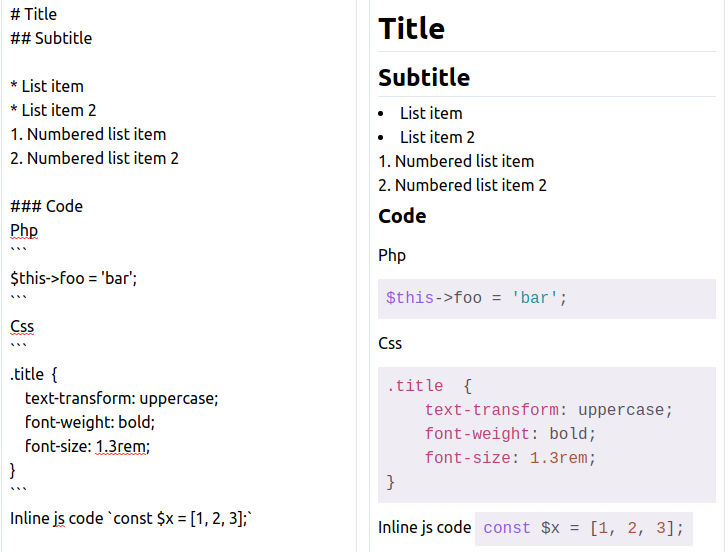 # Title
## Subtitle
* List item
* List item 2
1. Numbered list item
2. Numbered list item 2
### Code
Php
```
$this->foo = 'bar';
```
Css
```
.title  {
    text-transform: uppercase;
    font-weight: bold;
    font-size: 1.3rem;
}
```
Inline js code `const $x = [1, 2, 3];`
Title
Subtitle
• List item
• List item 2
1. Numbered list item
2. Numbered list item 2
Code
Php
$this->foo = 'bar';
Css
.title  {
    text-transform: uppercase;
    font-weight: bold;
    font-size: 1.3rem;
}
Inline js code const $x = [1, 2, 3];